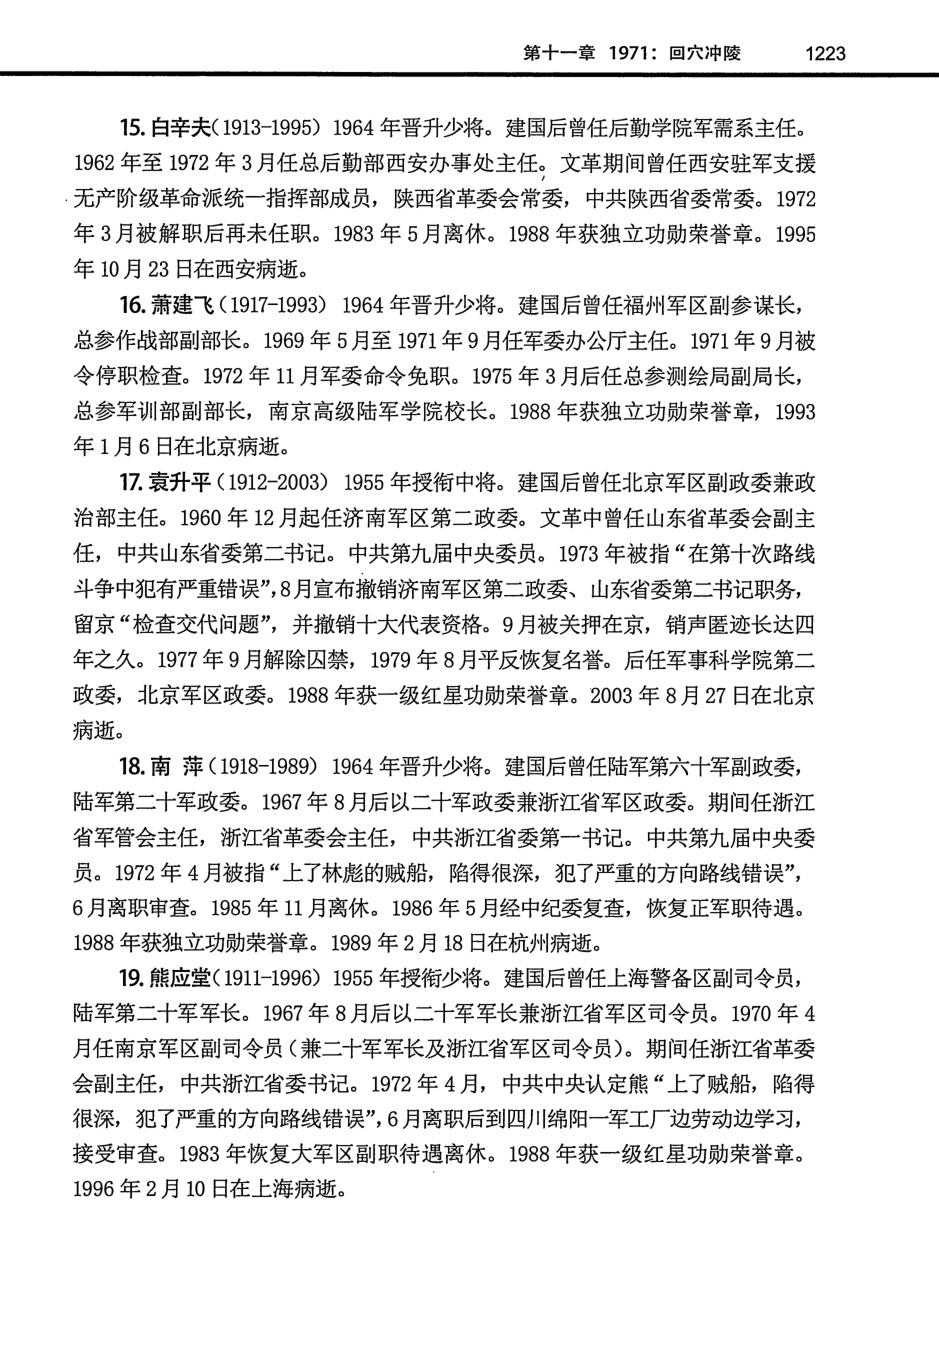 第十一章 1971：回穴冲陵 1223
15. 白辛夫（1913-1995）1964 年晋升少将。建国后曾任后勤学院军需系主任。
1962 年至 1972 年 3 月任总后勤部西安办事处主任。文革期间曾任西安驻军支援
无产阶级革命派统一指挥部成员，陕西省革委会常委，中共陕西省委常委。1972
年 3 月被解职后再未任职。1983 年 5 月离休。1988 年获独立功勋荣誉章。1995
年 10 月 23 日在西安病逝。
16. 萧建飞（1917-1993） 1964 年晋升少将。建国后曾任福州军区副参谋长，
总参作战部副部长。1969 年 5 月至 1971 年 9 月任军委办公厅主任。1971 年 9 月被
令停职检查。1972 年 11 月军委命令免职。1975 年 3 月后任总参测绘局副局长，
总参军训部副部长，南京高级陆军学院校长。1988 年获独立功勋荣誉章，1993
年 1 月 6 日在北京病逝。
17. 袁升平（1912-2003） 1955 年授衔中将。建国后曾任北京军区副政委兼政
治部主任。1960 年 12 月起任济南军区第二政委。文革中曾任山东省革委会副主
任，中共山东省委第二书记。中共第九届中央委员。1973 年被指“在第十次路线
斗争中犯有严重错误”，8 月宣布撤销济南军区第二政委、山东省委第二书记职务，
留京“检查交代问题”，并撤销十大代表资格。9 月被关押在京，销声匿迹长达四
年之久。1977 年 9 月解除囚禁，1979 年 8 月平反恢复名誉。后任军事科学院第二
政委，北京军区政委。1988 年获一级红星功勋荣誉章。2003 年 8 月 27 日在北京
病逝。
18. 南 萍（1918-1989） 1964 年晋升少将。建国后曾任陆军第六十军副政委，
陆军第二十军政委。1967 年 8 月后以二十军政委兼浙江省军区政委。期间任浙江
省军管会主任，浙江省革委会主任，中共浙江省委第一书记。中共第九届中央委
员。1972 年 4 月被指“上了林彪的贼船，陷得很深，犯了严重的方向路线错误”，
6 月离职审查。1985 年 11 月离休。1986 年 5 月经中纪委复查，恢复正军职待遇。
1988 年获独立功勋荣誉章。1989 年 2 月 18 日在杭州病逝。
19. 熊应堂（1911-1996）1955 年授衔少将。建国后曾任上海警备区副司令员，
陆军第二十军军长。1967 年 8 月后以二十军军长兼浙江省军区司令员。1970 年 4
月任南京军区副司令员（兼二十军军长及浙江省军区司令员）。期间任浙江省革委
会副主任，中共浙江省委书记。1972 年 4 月，中共中央认定熊“上了贼船，陷得
很深，犯了严重的方向路线错误”，6 月离职后到四川绵阳一军工厂边劳动边学习，
接受审查。1983 年恢复大军区副职待遇离休。1988 年获一级红星功勋荣誉章。
1996 年 2 月 10 日在上海病逝。